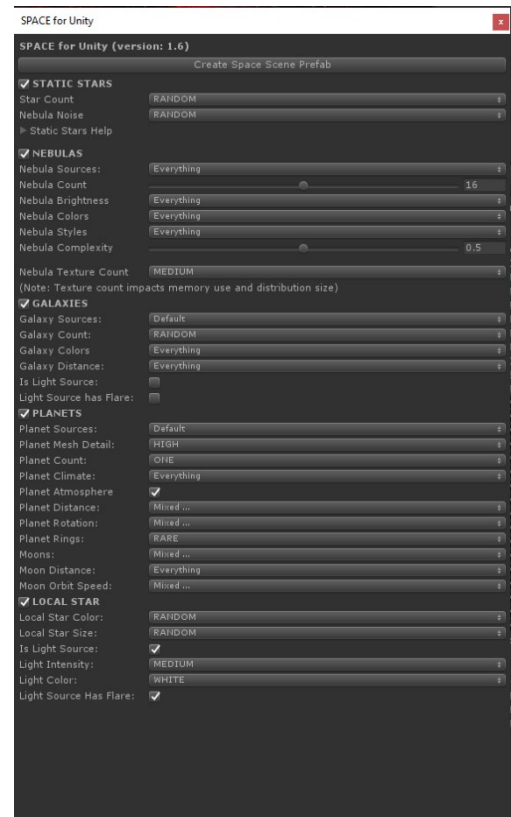 SPACE for Unity
x
SPACE for Unity (version: 1.6)
Create Space Scene Prefab
STATIC STARS
Star Count RANDOM
Nebula Noise RANDOM
Static Stars Help
NEBULAS
Nebula Sources: Everything
Nebula Count 16
Nebula Brightness Everything
Nebula Colors Everything
Nebula Styles Everything
Nebula Complexity 0.5
Nebula Texture Count MEDIUM
(Note: Texture count impacts memory use and distribution size)
GALAXIES
Galaxy Sources: Default
Galaxy Count: RANDOM
Galaxy Colors Everything
Galaxy Distance: Everything
Is Light Source:
Light Source has Flare:
PLANETS
Planet Sources: Default
Planet Mesh Detail: HIGH
Planet Count: ONE
Planet Climate: Everything
Planet Atmosphere
Planet Distance: Mixed ...
Planet Rotation: Mixed ...
Planet Rings: RARE
Moons: Mixed ...
Moon Distance: Everything
Moon Orbit Speed: Mixed ...
LOCAL STAR
Local Star Color: RANDOM
Local Star Size: RANDOM
Is Light Source:
Light Intensity: MEDIUM
Light Color: WHITE
Light Source Has Flare: